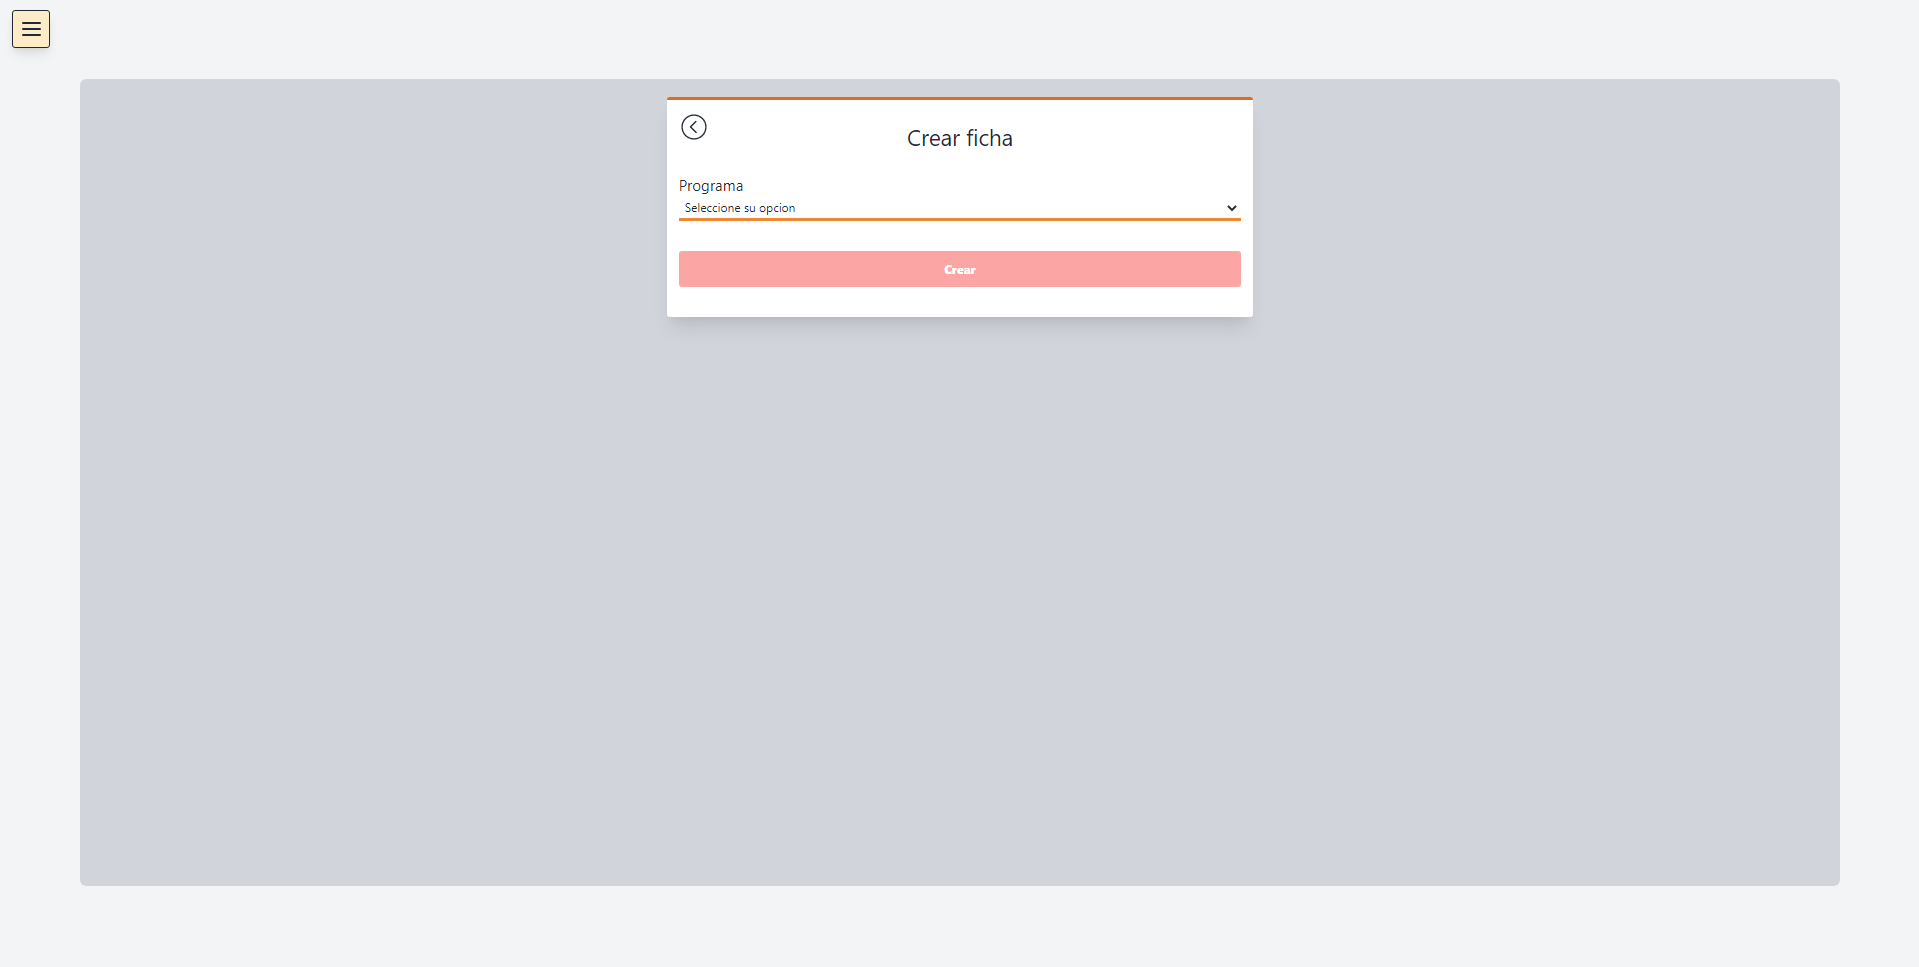 Crear ficha
Programa
Seleccione su opcion
Crear